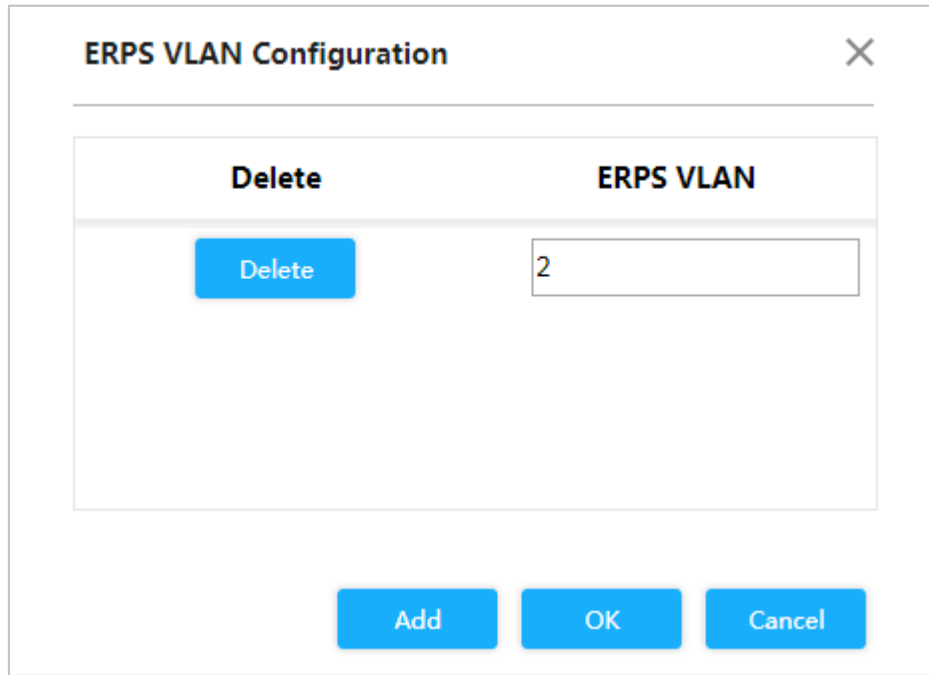 ERPS VLAN Configuration
Delete ERPS VLAN
Delete 2
Add OK Cancel